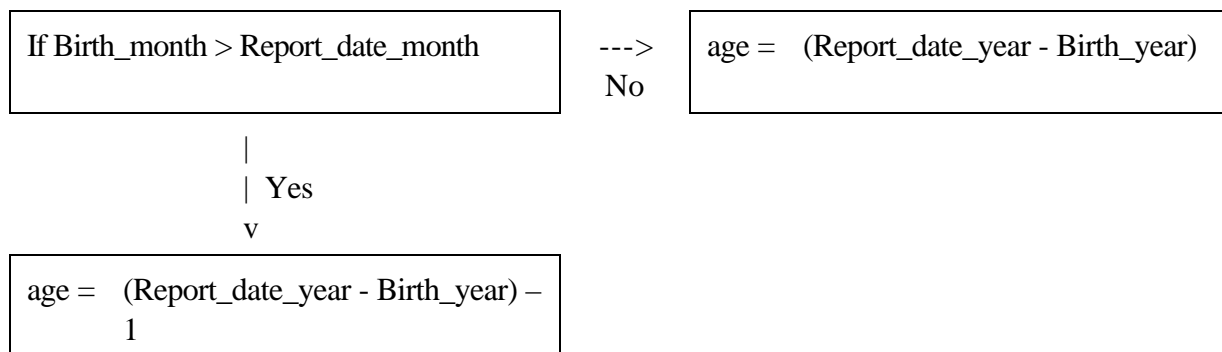 If Birth_month > Report_date_month
--->
No
age = (Report_date_year - Birth_year)
|
| Yes
v
age = (Report_date_year - Birth_year) –
1